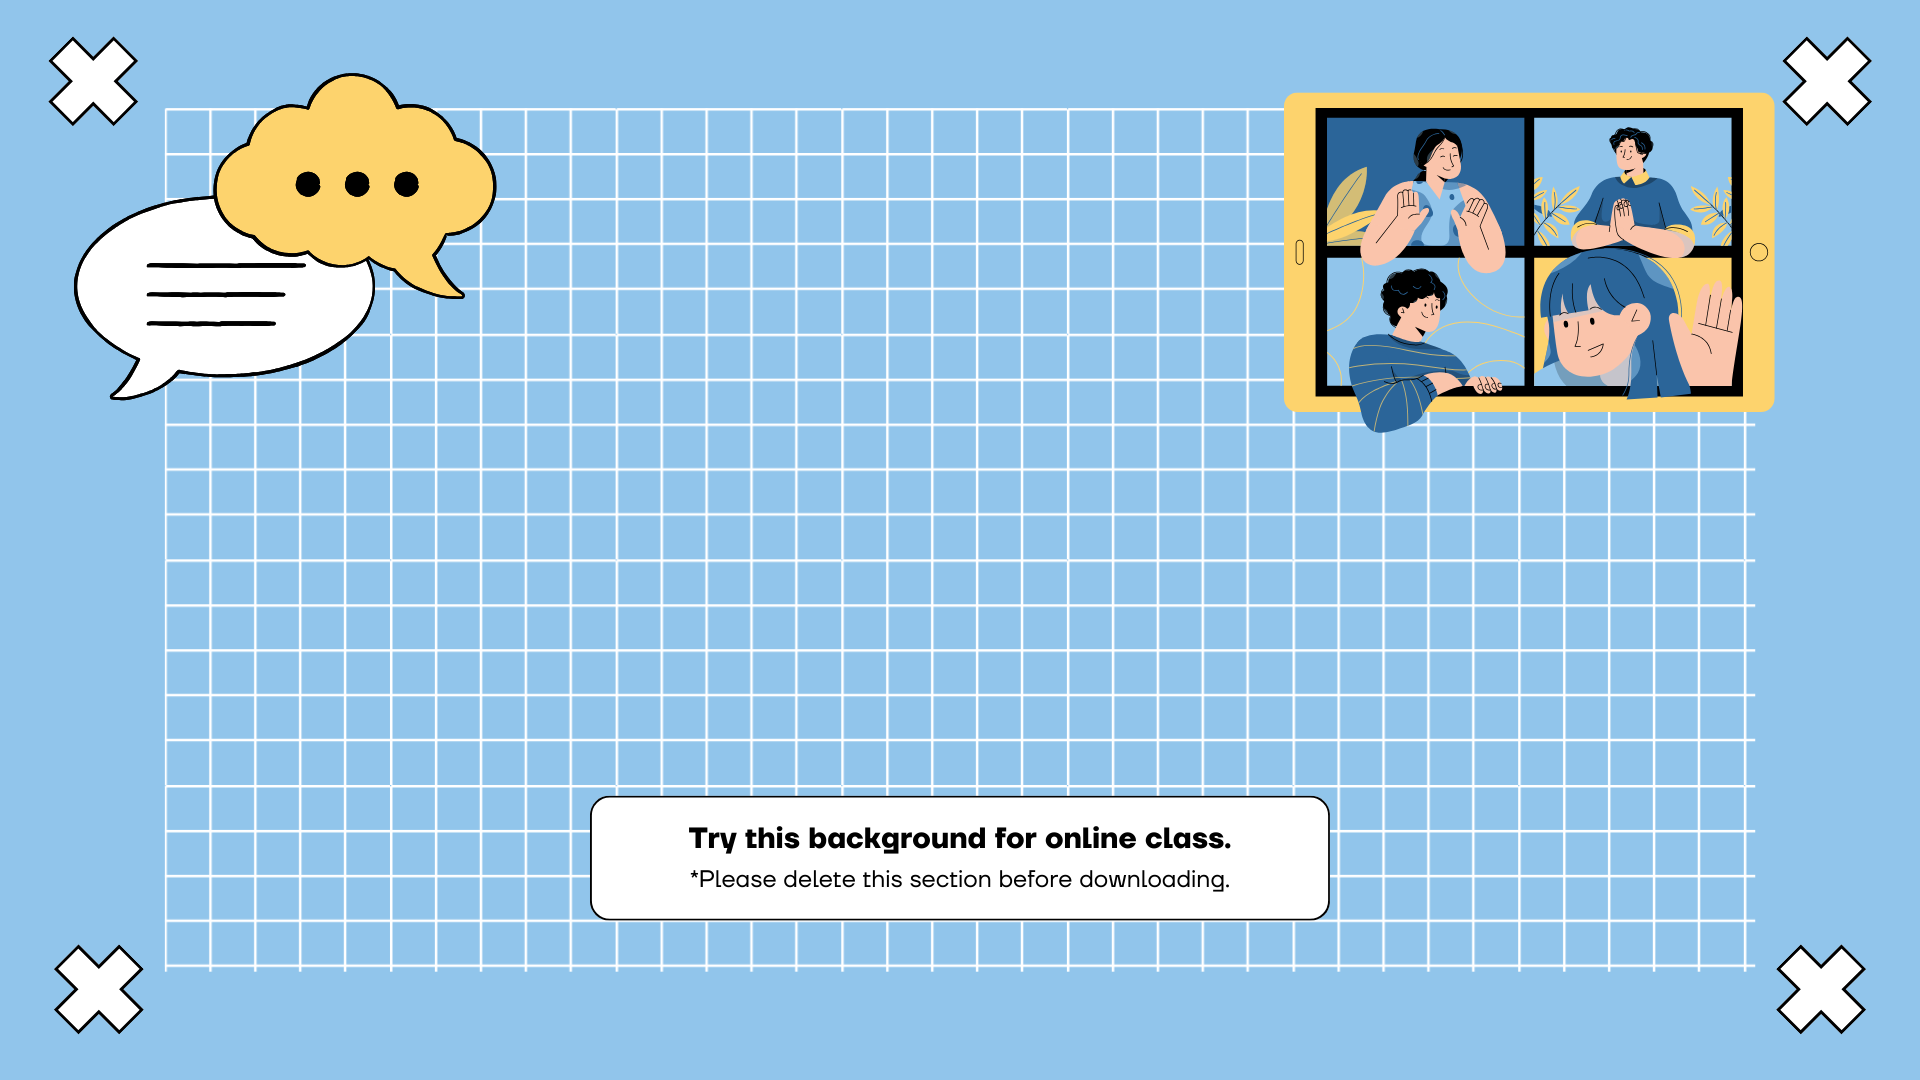 Try this background for online class.
*Please delete this section before downloading.